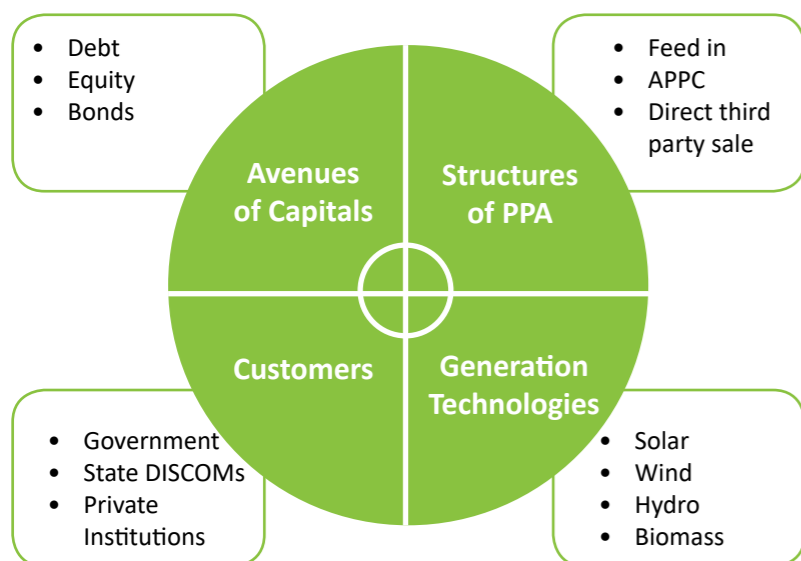 • Debt
• Equity
• Bonds
• Feed in
• APPC
• Direct third
party sale
Avenues
of Capitals
Structures
of PPA
Customers
Generation
Technologies
• Government
• State DISCOMs
• Private
Institutions
• Solar
• Wind
• Hydro
• Biomass